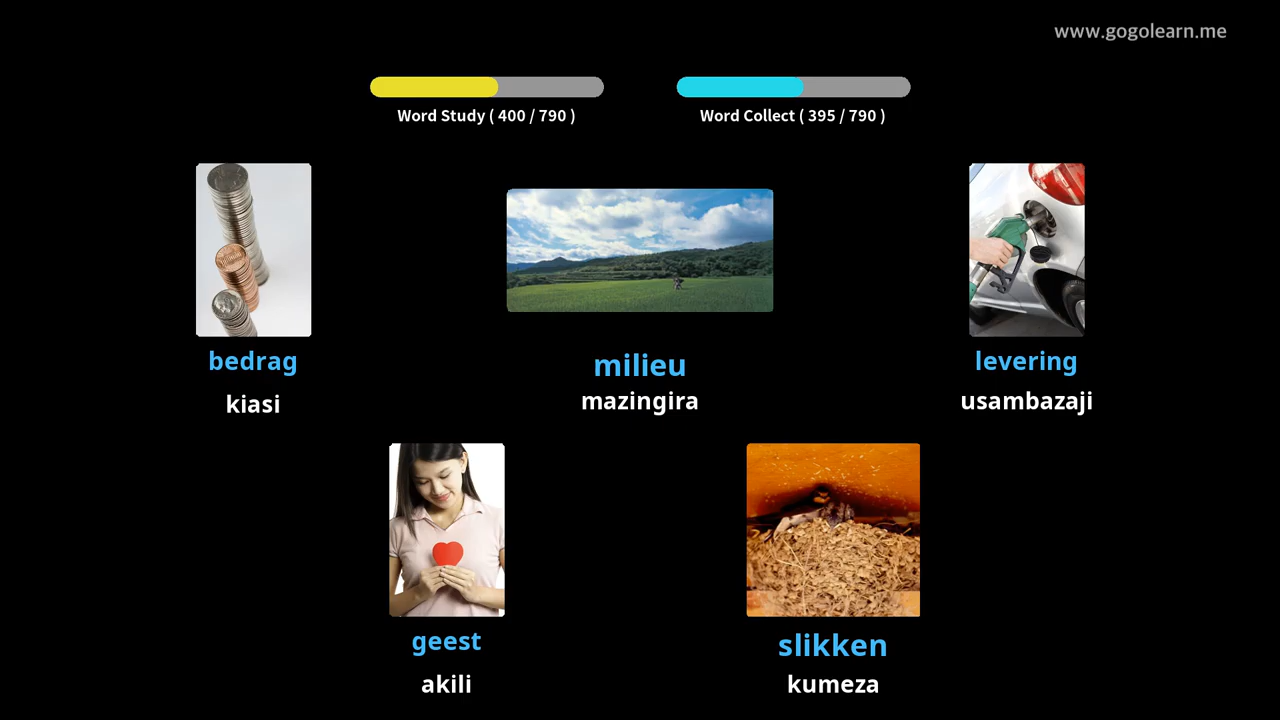 www.gogolearn.me
Word Study ( 400 / 790 )
Word Collect ( 395 / 790 )
bedrag
kiasi
milieu
mazingira
levering
usambazaji
geest
akili
slikken
kumeza